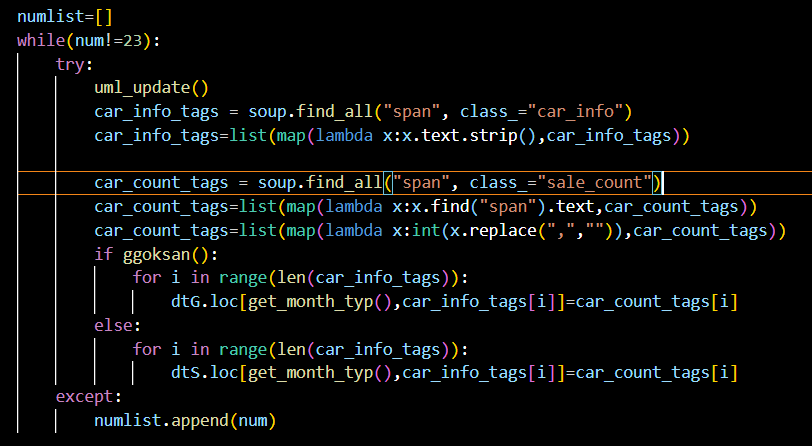 numlist=[]
while(num!=23):
    try:
        uml_update()
        car_info_tags = soup.find_all("span", class_="car_info")
        car_info_tags=list(map(lambda x:x.text.strip(),car_info_tags))
        car_count_tags = soup.find_all("span", class_="sale_count")
        car_count_tags=list(map(lambda x:x.find("span").text,car_count_tags))
        car_count_tags=list(map(lambda x:int(x.replace(",","")),car_count_tags))
        if ggoksan():
            for i in range(len(car_info_tags)):
                dtG.loc[get_month_typ(),car_info_tags[i]]=car_count_tags[i]
        else:
            for i in range(len(car_info_tags)):
                dtS.loc[get_month_typ(),car_info_tags[i]]=car_count_tags[i]
    except:
        numlist.append(num)